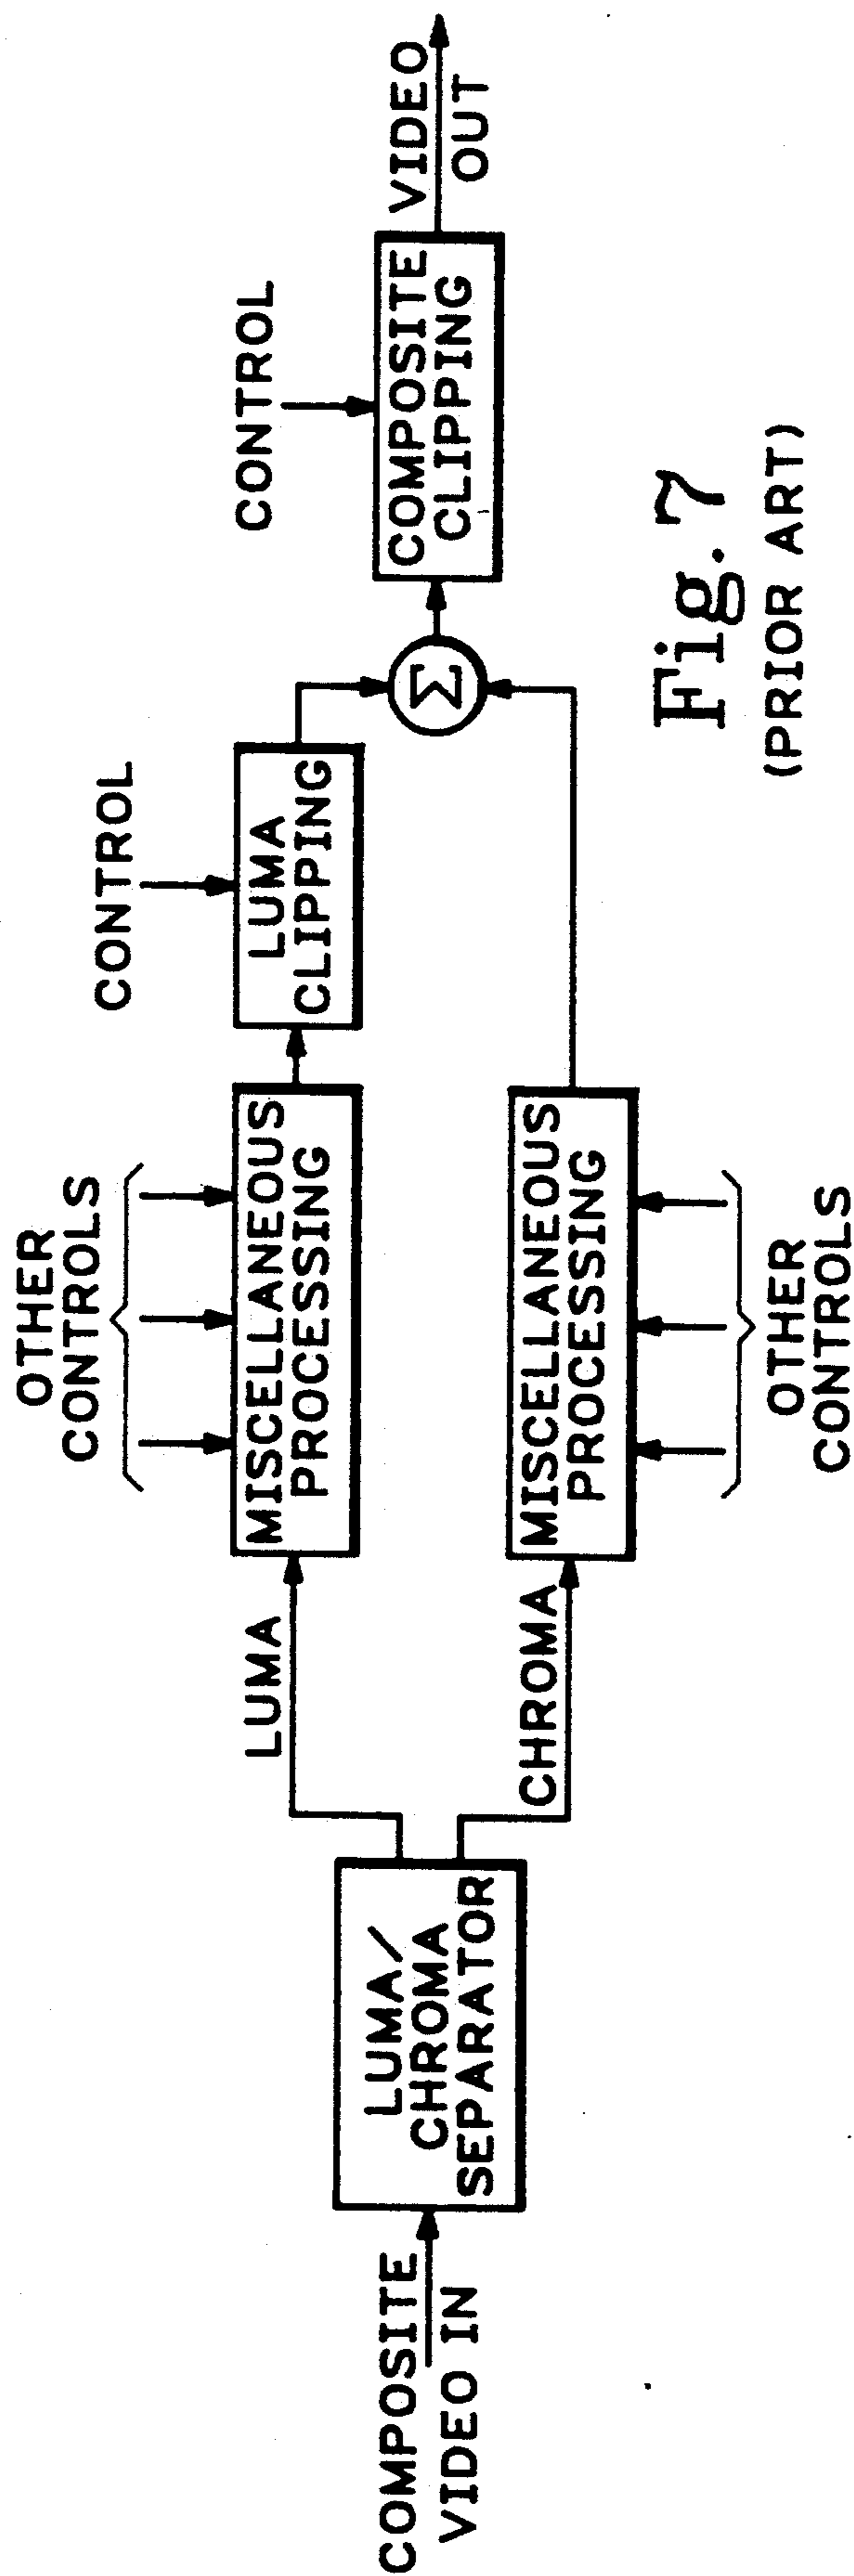 COMPOSITE
VIDEO IN
LUMA/
CHROMA
SEPARATOR
LUMA
CHROMA
OTHER
CONTROLS
MISCELLANEOUS
PROCESSING
MISCELLANEOUS
PROCESSING
OTHER
CONTROLS
CONTROL
LUMA
CLIPPING
Σ
CONTROL
COMPOSITE
CLIPPING
VIDEO
OUT
Fig. 7
(PRIOR ART)